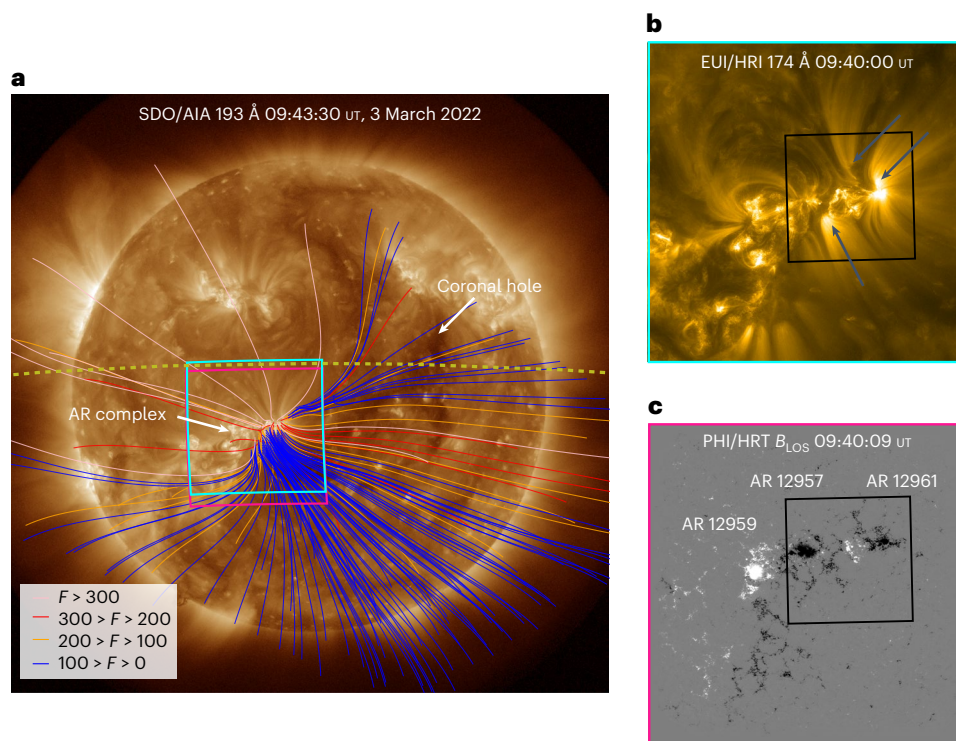 a
SDO/AIA 193 Å 09:43:30 UT, 3 March 2022
Coronal hole
AR complex
F > 300
300 > F > 200
200 > F > 100
100 > F > 0
b
EUI/HRI 174 Å 09:40:00 UT
c
PHI/HRT BLOS 09:40:09 UT
AR 12957
AR 12961
AR 12959